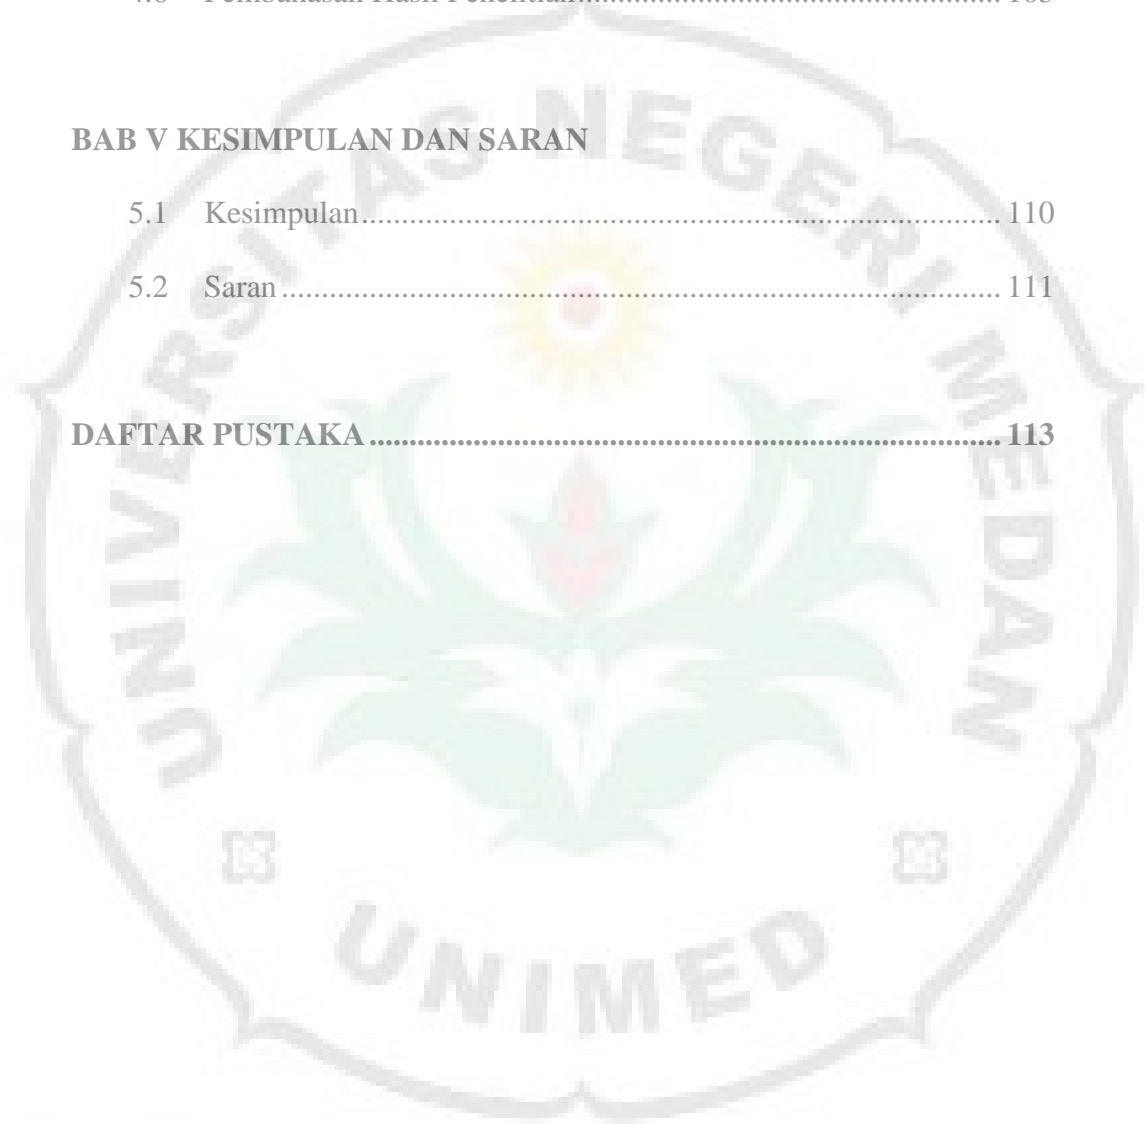 BAB V KESIMPULAN DAN SARAN
5.1 Kesimpulan.......................................................................................... 110
5.2 Saran..................................................................................................... 111
DAFTAR PUSTAKA.................................................................................... 113
UNIVERSITAS NEGERI MEDAN
UNIMED